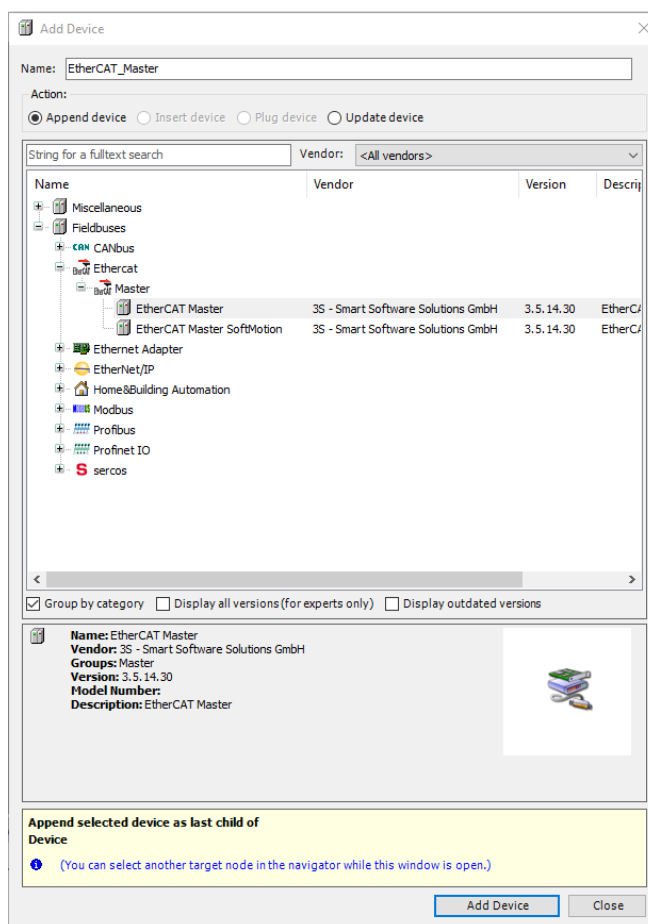 Add Device
Name: EtherCAT_Master
Action:
Append device Insert device Plug device Update device
String for a fulltext search Vendor: <All vendors>
Name Vendor Version Descrip
Miscellaneous
Fieldbuses
CAN CANbus
Ethercat
Master
EtherCAT Master 3S - Smart Software Solutions GmbH 3.5.14.30 EtherCA
EtherCAT Master SoftMotion 3S - Smart Software Solutions GmbH 3.5.14.30 EtherCA
Ethernet Adapter
EtherNet/IP
Home&Building Automation
Modbus
Profibus
Profinet IO
S sercos
Group by category Display all versions (for experts only) Display outdated versions
Name: EtherCAT Master
Vendor: 3S - Smart Software Solutions GmbH
Groups: Master
Version: 3.5.14.30
Model Number:
Description: EtherCAT Master
Append selected device as last child of
Device
(You can select another target node in the navigator while this window is open.)
Add Device Close